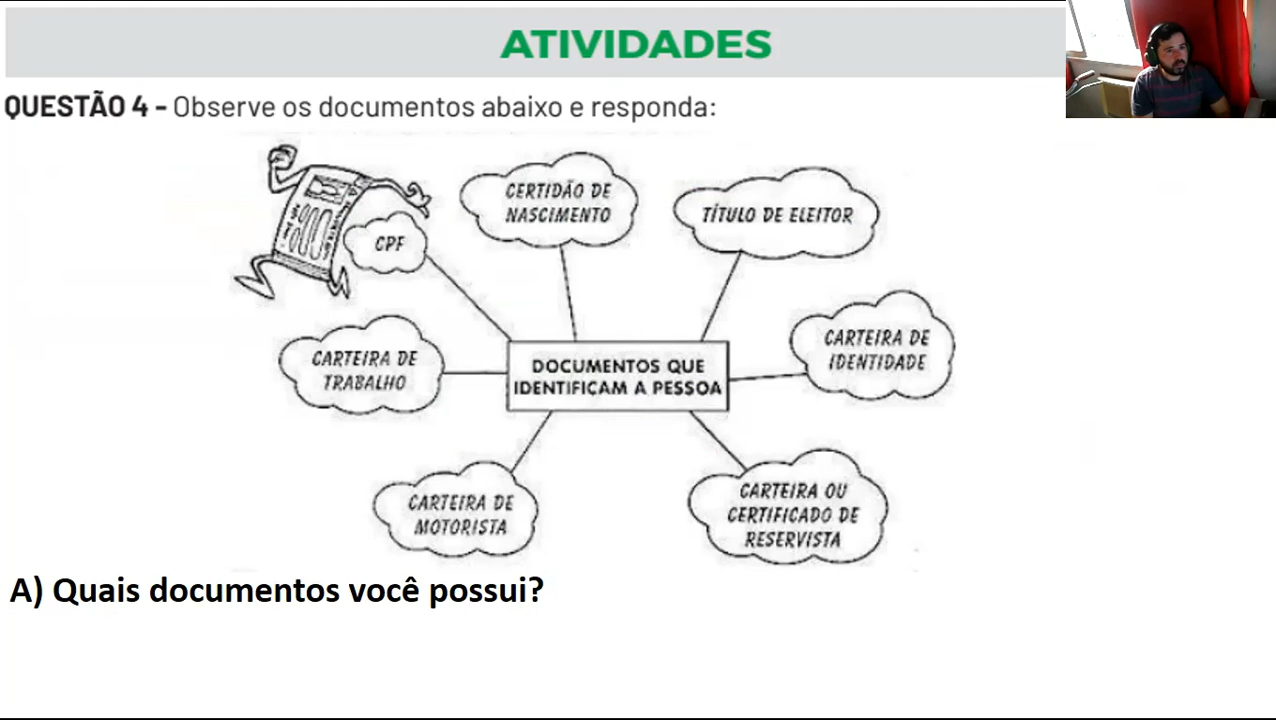 ATIVIDADES
QUESTÃO 4 - Observe os documentos abaixo e responda:
CPF
CERTIDÃO DE
NASCIMENTO
TÍTULO DE ELEITOR
CARTEIRA DE
TRABALHO
DOCUMENTOS QUE
IDENTIFICAM A PESSOA
CARTEIRA DE
IDENTIDADE
CARTEIRA DE
MOTORISTA
CARTEIRA OU
CERTIFICADO DE
RESERVISTA
A) Quais documentos você possui?